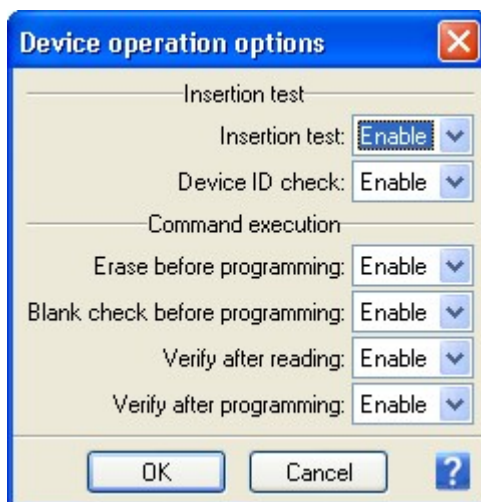 Device operation options
Insertion test
Insertion test: Enable
Device ID check: Enable
Command execution
Erase before programming: Enable
Blank check before programming: Enable
Verify after reading: Enable
Verify after programming: Enable
OK Cancel ?